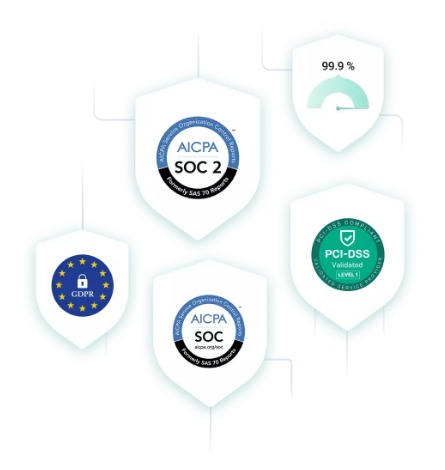 99.9 %
AICPA Service Organization Control Reports
AICPA
SOC 2
Formerly SAS 70 Reports
PCI-DSS COMPLIANT
PCI-DSS
Validated
LEVEL 1
VALIDATED SERVICE PROVIDER
GDPR
AICPA Service Organization Control Reports
AICPA
SOC
aicpa.org/soc
Formerly SAS 70 Reports